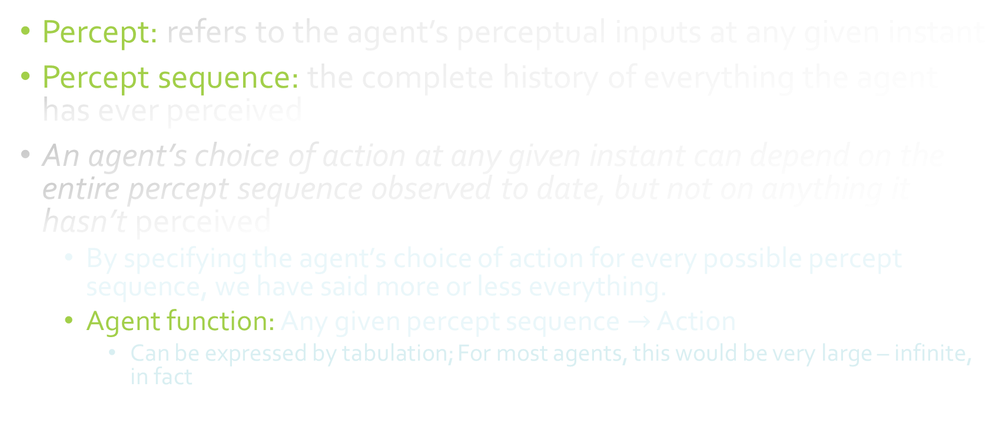 • Percept: refers to the agent’s perceptual inputs at any given instant
• Percept sequence: the complete history of everything the agent
has ever perceived
• An agent’s choice of action at any given instant can depend on the
entire percept sequence observed to date, but not on anything it
hasn’t perceived
• By specifying the agent’s choice of action for every possible percept
sequence, we have said more or less everything.
• Agent function: Any given percept sequence → Action
• Can be expressed by tabulation; For most agents, this would be very large – infinite,
in fact